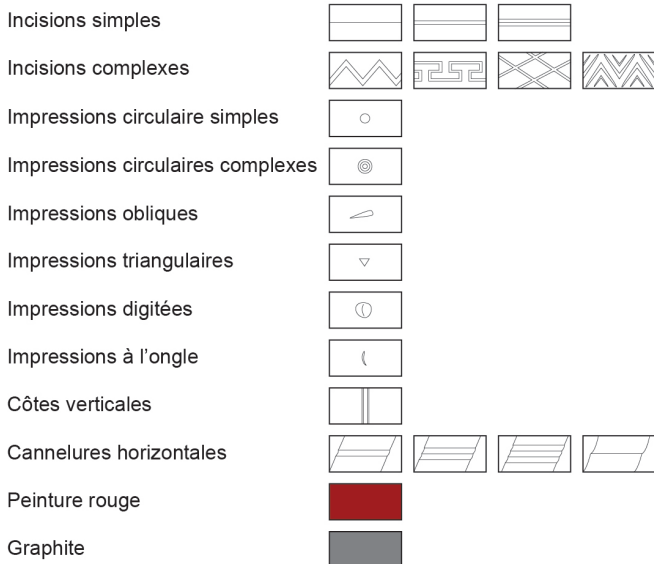 Incisions simples
Incisions complexes
Impressions circulaire simples
Impressions circulaires complexes
Impressions obliques
Impressions triangulaires
Impressions digitées
Impressions à l’ongle
Côtes verticales
Cannelures horizontales
Peinture rouge
Graphite